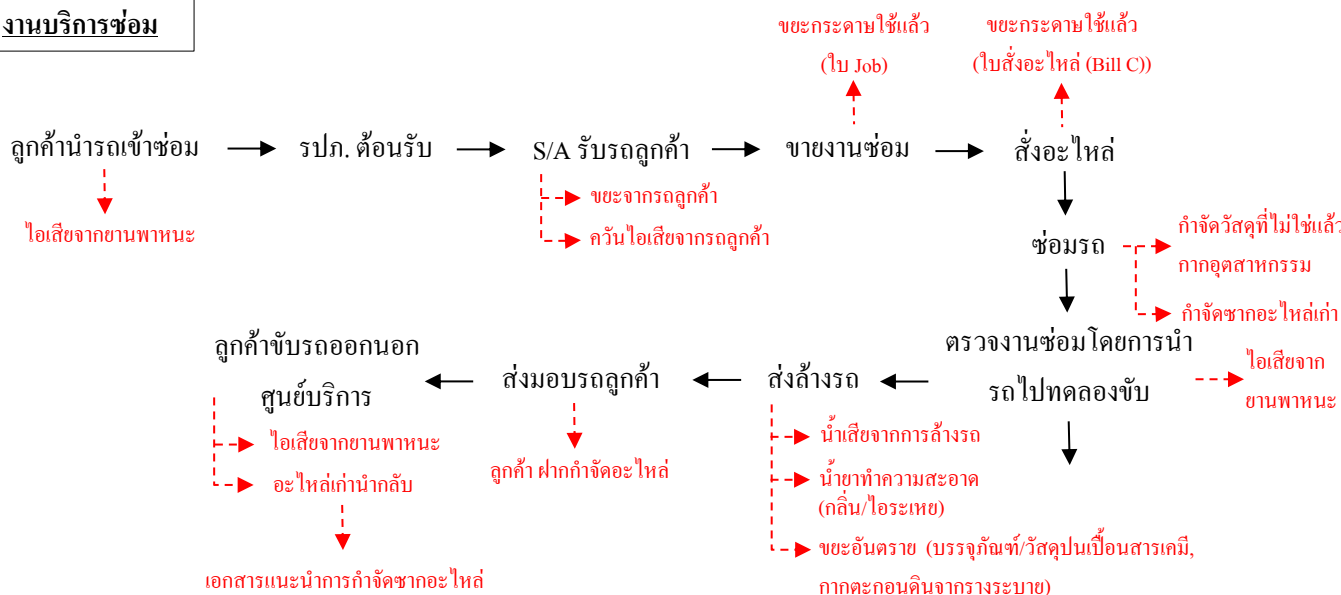 งานบริการซ่อม
ขยะกระดาษใช้แล้ว
(ใบ Job)
ขยะกระดาษใช้แล้ว
(ใบสั่งอะไหล่ (Bill C))
ลูกค้านำรถเข้าซ่อม
รปภ. ต้อนรับ
S/A รับรถลูกค้า
ขายงานซ่อม
สั่งอะไหล่
ไอเสียจากยานพาหนะ
ขยะจากรถลูกค้า
ควันไอเสียจากรถลูกค้า
ซ่อมรถ
กำจัดวัสดุที่ไม่ใช่แล้ว
กากอุตสาหกรรม
กำจัดซากอะไหล่เก่า
ตรวจงานซ่อมโดยการนำ
รถไปทดลองขับ
ไอเสียจาก
ยานพาหนะ
ส่งล้างรถ
ส่งมอบรถลูกค้า
ลูกค้าขับรถออกนอก
ศูนย์บริการ
น้ำเสียจากการล้างรถ
น้ำยาทำความสะอาด
(กลิ่น/ไอระเหย)
ขยะอันตราย (บรรจุภัณฑ์/วัสดุปนเปื้อนสารเคมี,
กากตะกอนดินจากรางระบาย)
ลูกค้า ฝากกำจัดอะไหล่
ไอเสียจากยานพาหนะ
อะไหล่เก่านำกลับ
เอกสารแนะนำการกำจัดซากอะไหล่